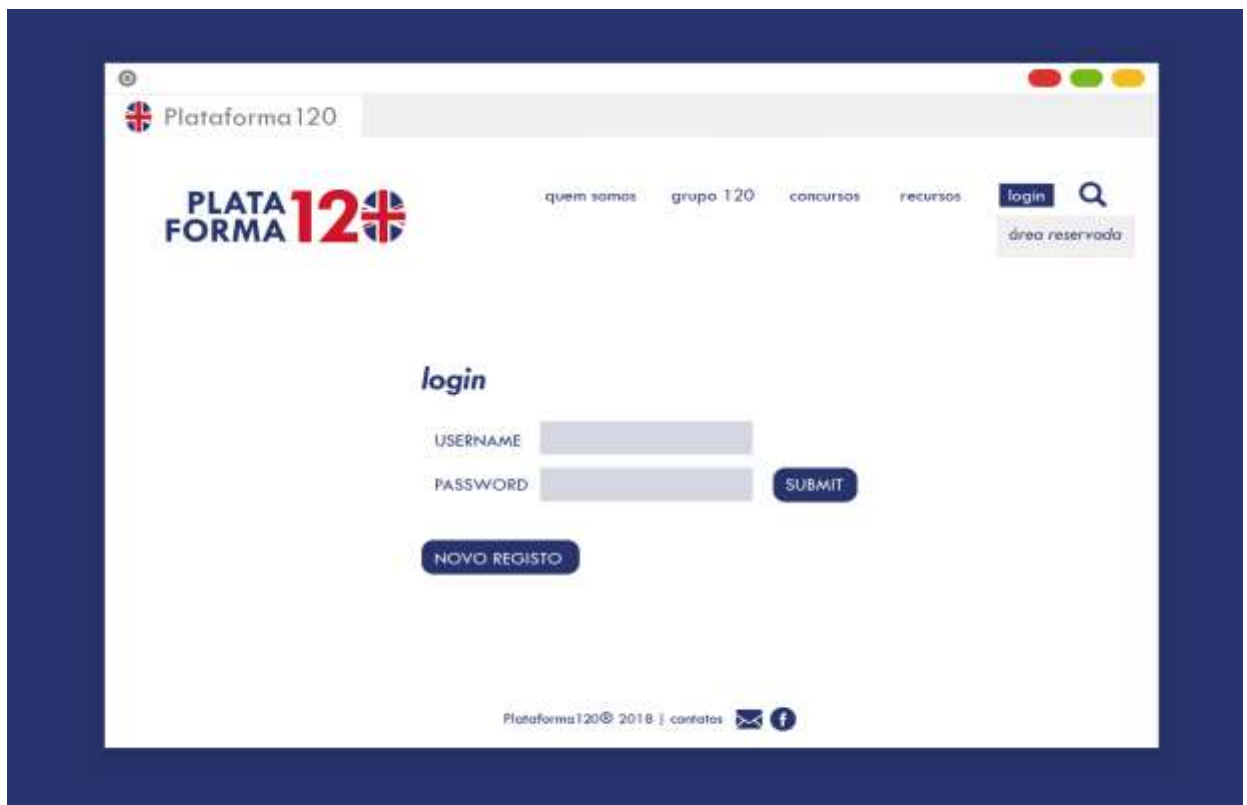 Plataforma120
PLATA
FORMA 120
quem somos grupo 120 concursos recursos login
área reservada
login
USERNAME
PASSWORD
SUBMIT
NOVO REGISTO
Plataforma120® 2018 | contatos